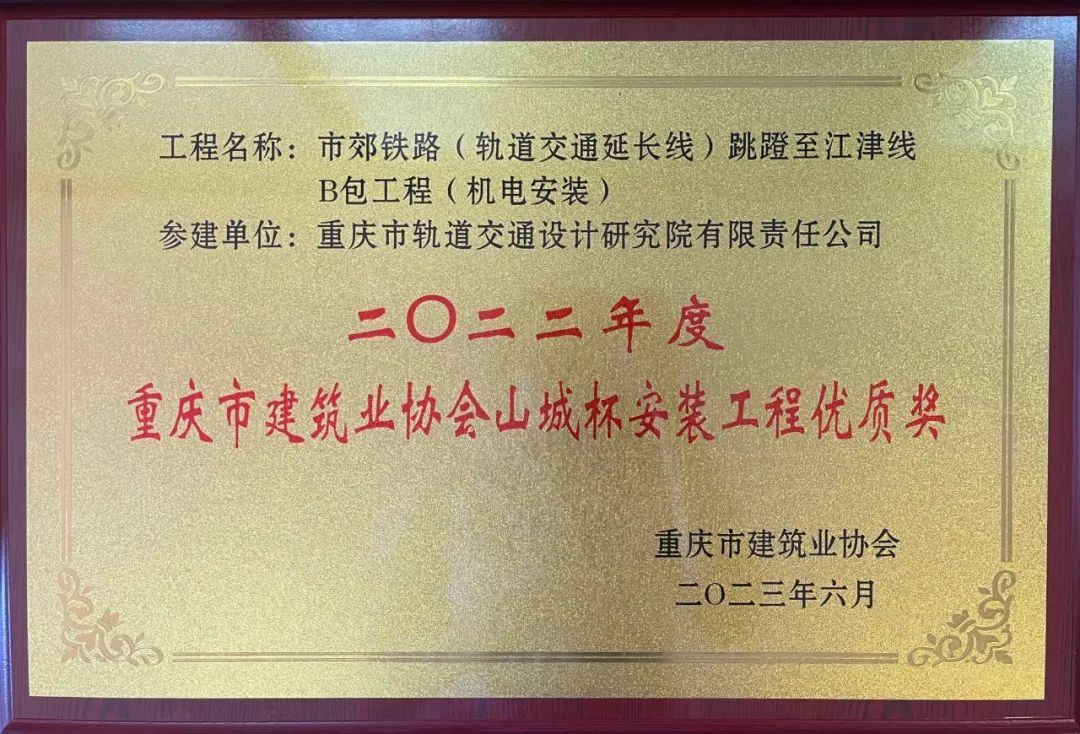 工程名称：市郊铁路（轨道交通延长线）跳蹬至江津线
B包工程（机电安装）
参建单位：重庆市轨道交通设计研究院有限责任公司
二〇二二年度
重庆市建筑业协会山城杯安装工程优质奖
重庆市建筑业协会
二〇二三年六月